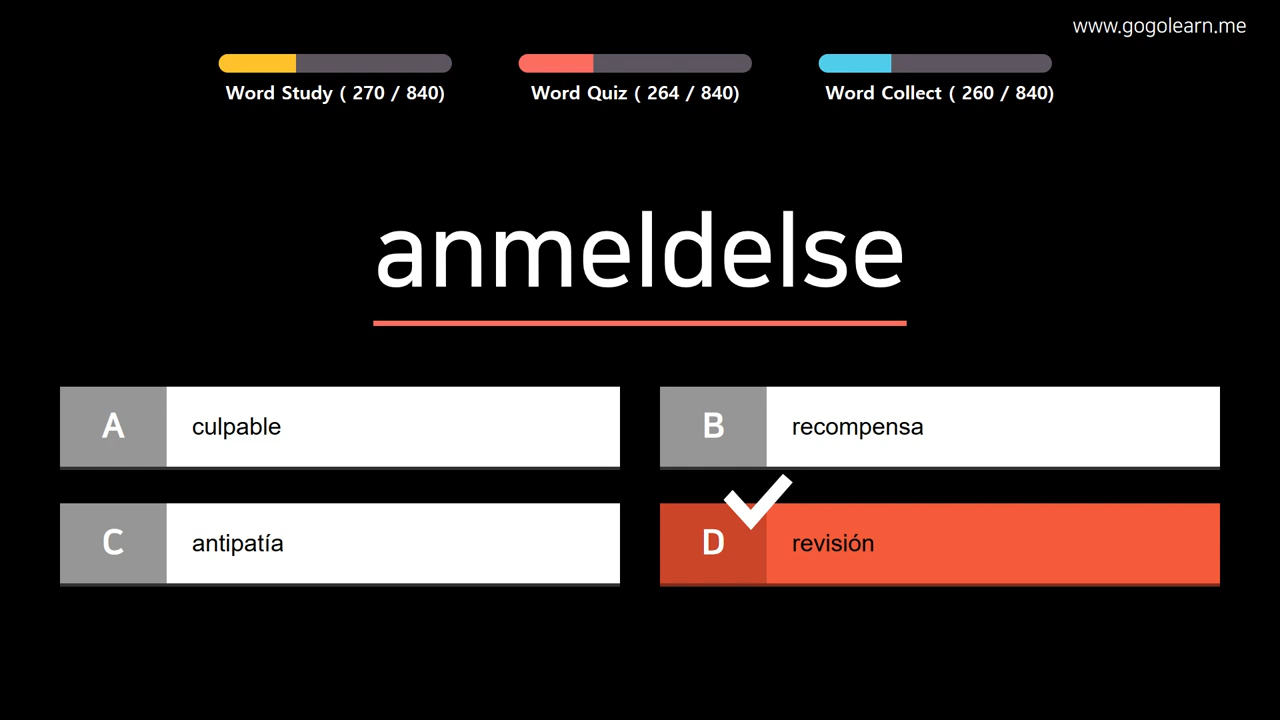 www.gogolearn.me
Word Study ( 270 / 840)
Word Quiz ( 264 / 840)
Word Collect ( 260 / 840)
anmeldelse
A culpable
B recompensa
C antipatía
D revisión